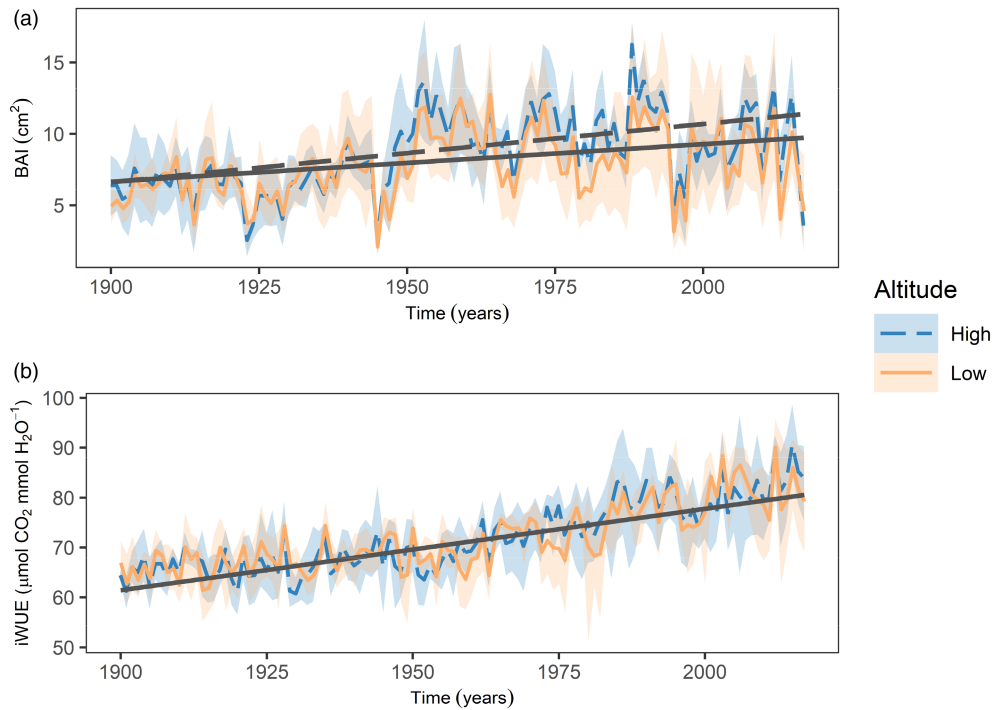 (a)
BAI (cm²)
15
10
5
1900 1925 1950 1975 2000
Time (years)
Altitude
High
Low
(b)
iWUE (μmol CO₂ mmol H₂O⁻¹)
100
90
80
70
60
50
1900 1925 1950 1975 2000
Time (years)